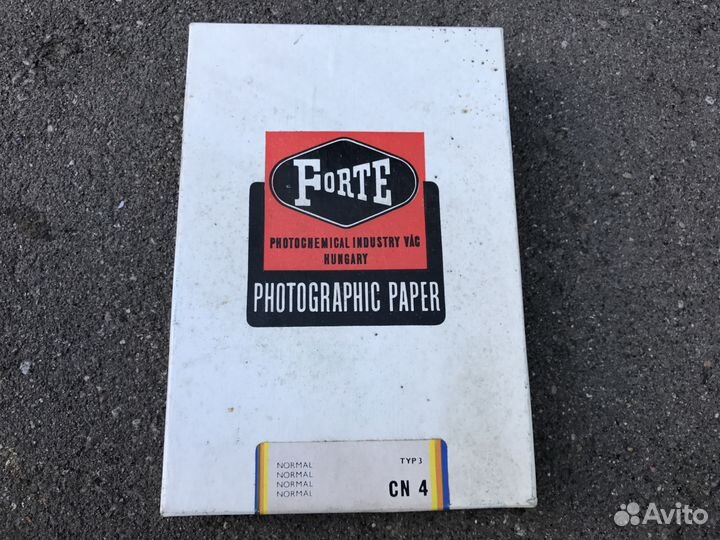 FORTE
PHOTOCHEMICAL INDUSTRY VÁC
HUNGARY
PHOTOGRAPHIC PAPER
NORMAL TYP 3
NORMAL
NORMAL CN 4
NORMAL
Avito